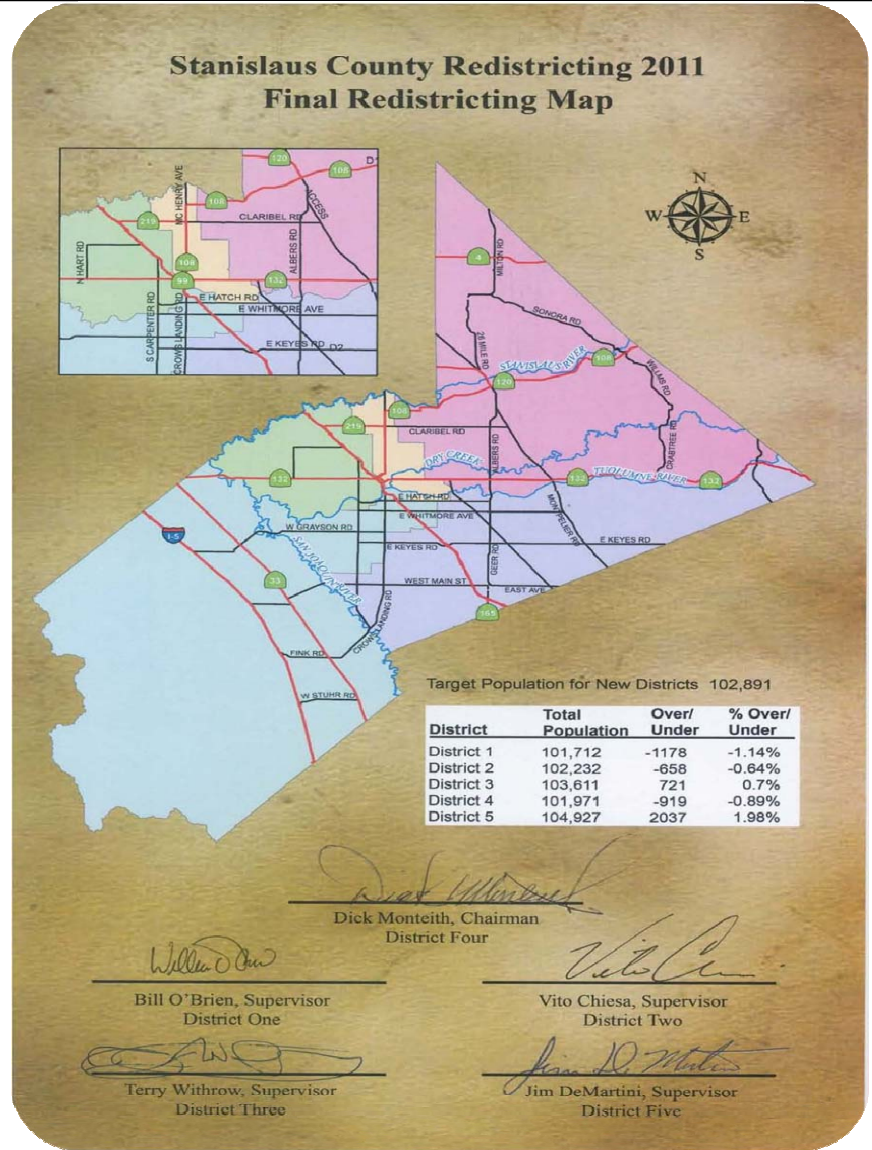 Stanislaus County Redistricting 2011
Final Redistricting Map
120
108
D
MC HENRY AVE
108
ACCESS
219
CLARIBEL RD
N HART RD
ALBERS RD
108
99
132
E HATCH RD
E WHITMORE AVE
S CARPENTER RD
CROWS LANDING RD
E KEYES RD
D2
N
W
E
S
4
MILTON RD
SONORA RD
28 MILE RD
STANISLAUS RIVER
108
120
WILLMS RD
108
219
CLARIBEL RD
ALBERS RD
CRABTREE RD
DRY CREEK
132
132
TUOLUMNE RIVER
132
E HATCH RD
E WHITMORE AVE
MONTPELIER RD
W GRAYSON RD
I-5
SAN JOAQUIN RIVER
E KEYES RD
E KEYES RD
GEER RD
33
WEST MAIN ST
EAST AVE
165
CROWS LANDING RD
FINK RD
W STUHR RD
Target Population for New Districts 102,891
District Total Population Over/ Under % Over/ Under
District 1 101,712 -1178 -1.14%
District 2 102,232 -658 -0.64%
District 3 103,611 721 0.7%
District 4 101,971 -919 -0.89%
District 5 104,927 2037 1.98%
Dick Monteith, Chairman
District Four
Bill O'Brien, Supervisor
District One
Vito Chiesa, Supervisor
District Two
Terry Withrow, Supervisor
District Three
Jim DeMartini, Supervisor
District Five